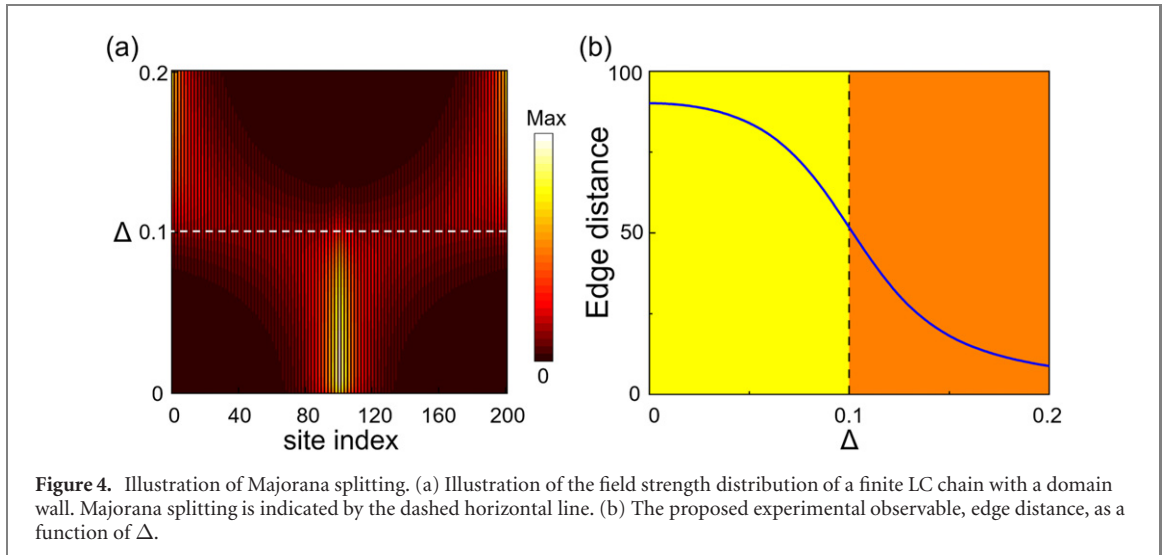 (a)
0.2
Δ 0.1
0
0 40 80 120 160 200
site index
Max
0
(b)
100
Edge distance
50
0
0 0.1 0.2
Δ
Figure 4. Illustration of Majorana splitting. (a) Illustration of the field strength distribution of a finite LC chain with a domain
wall. Majorana splitting is indicated by the dashed horizontal line. (b) The proposed experimental observable, edge distance, as a
function of Δ.